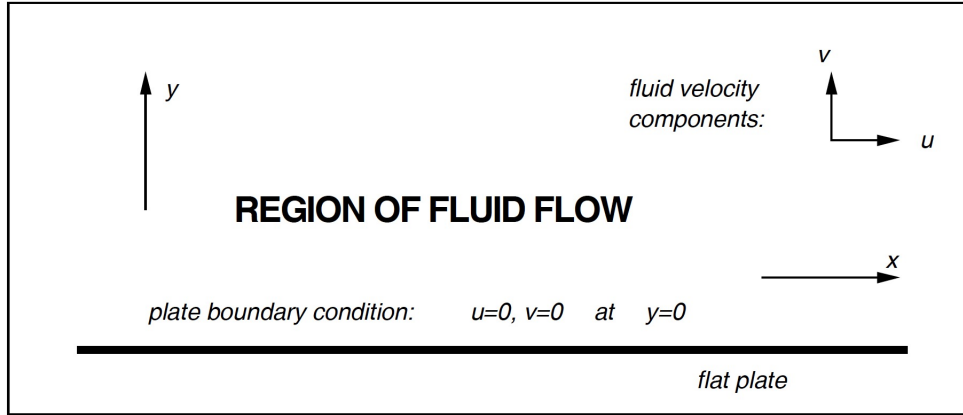 v
y
fluid velocity
components:
u
REGION OF FLUID FLOW
x
plate boundary condition: u=0, v=0 at y=0
flat plate